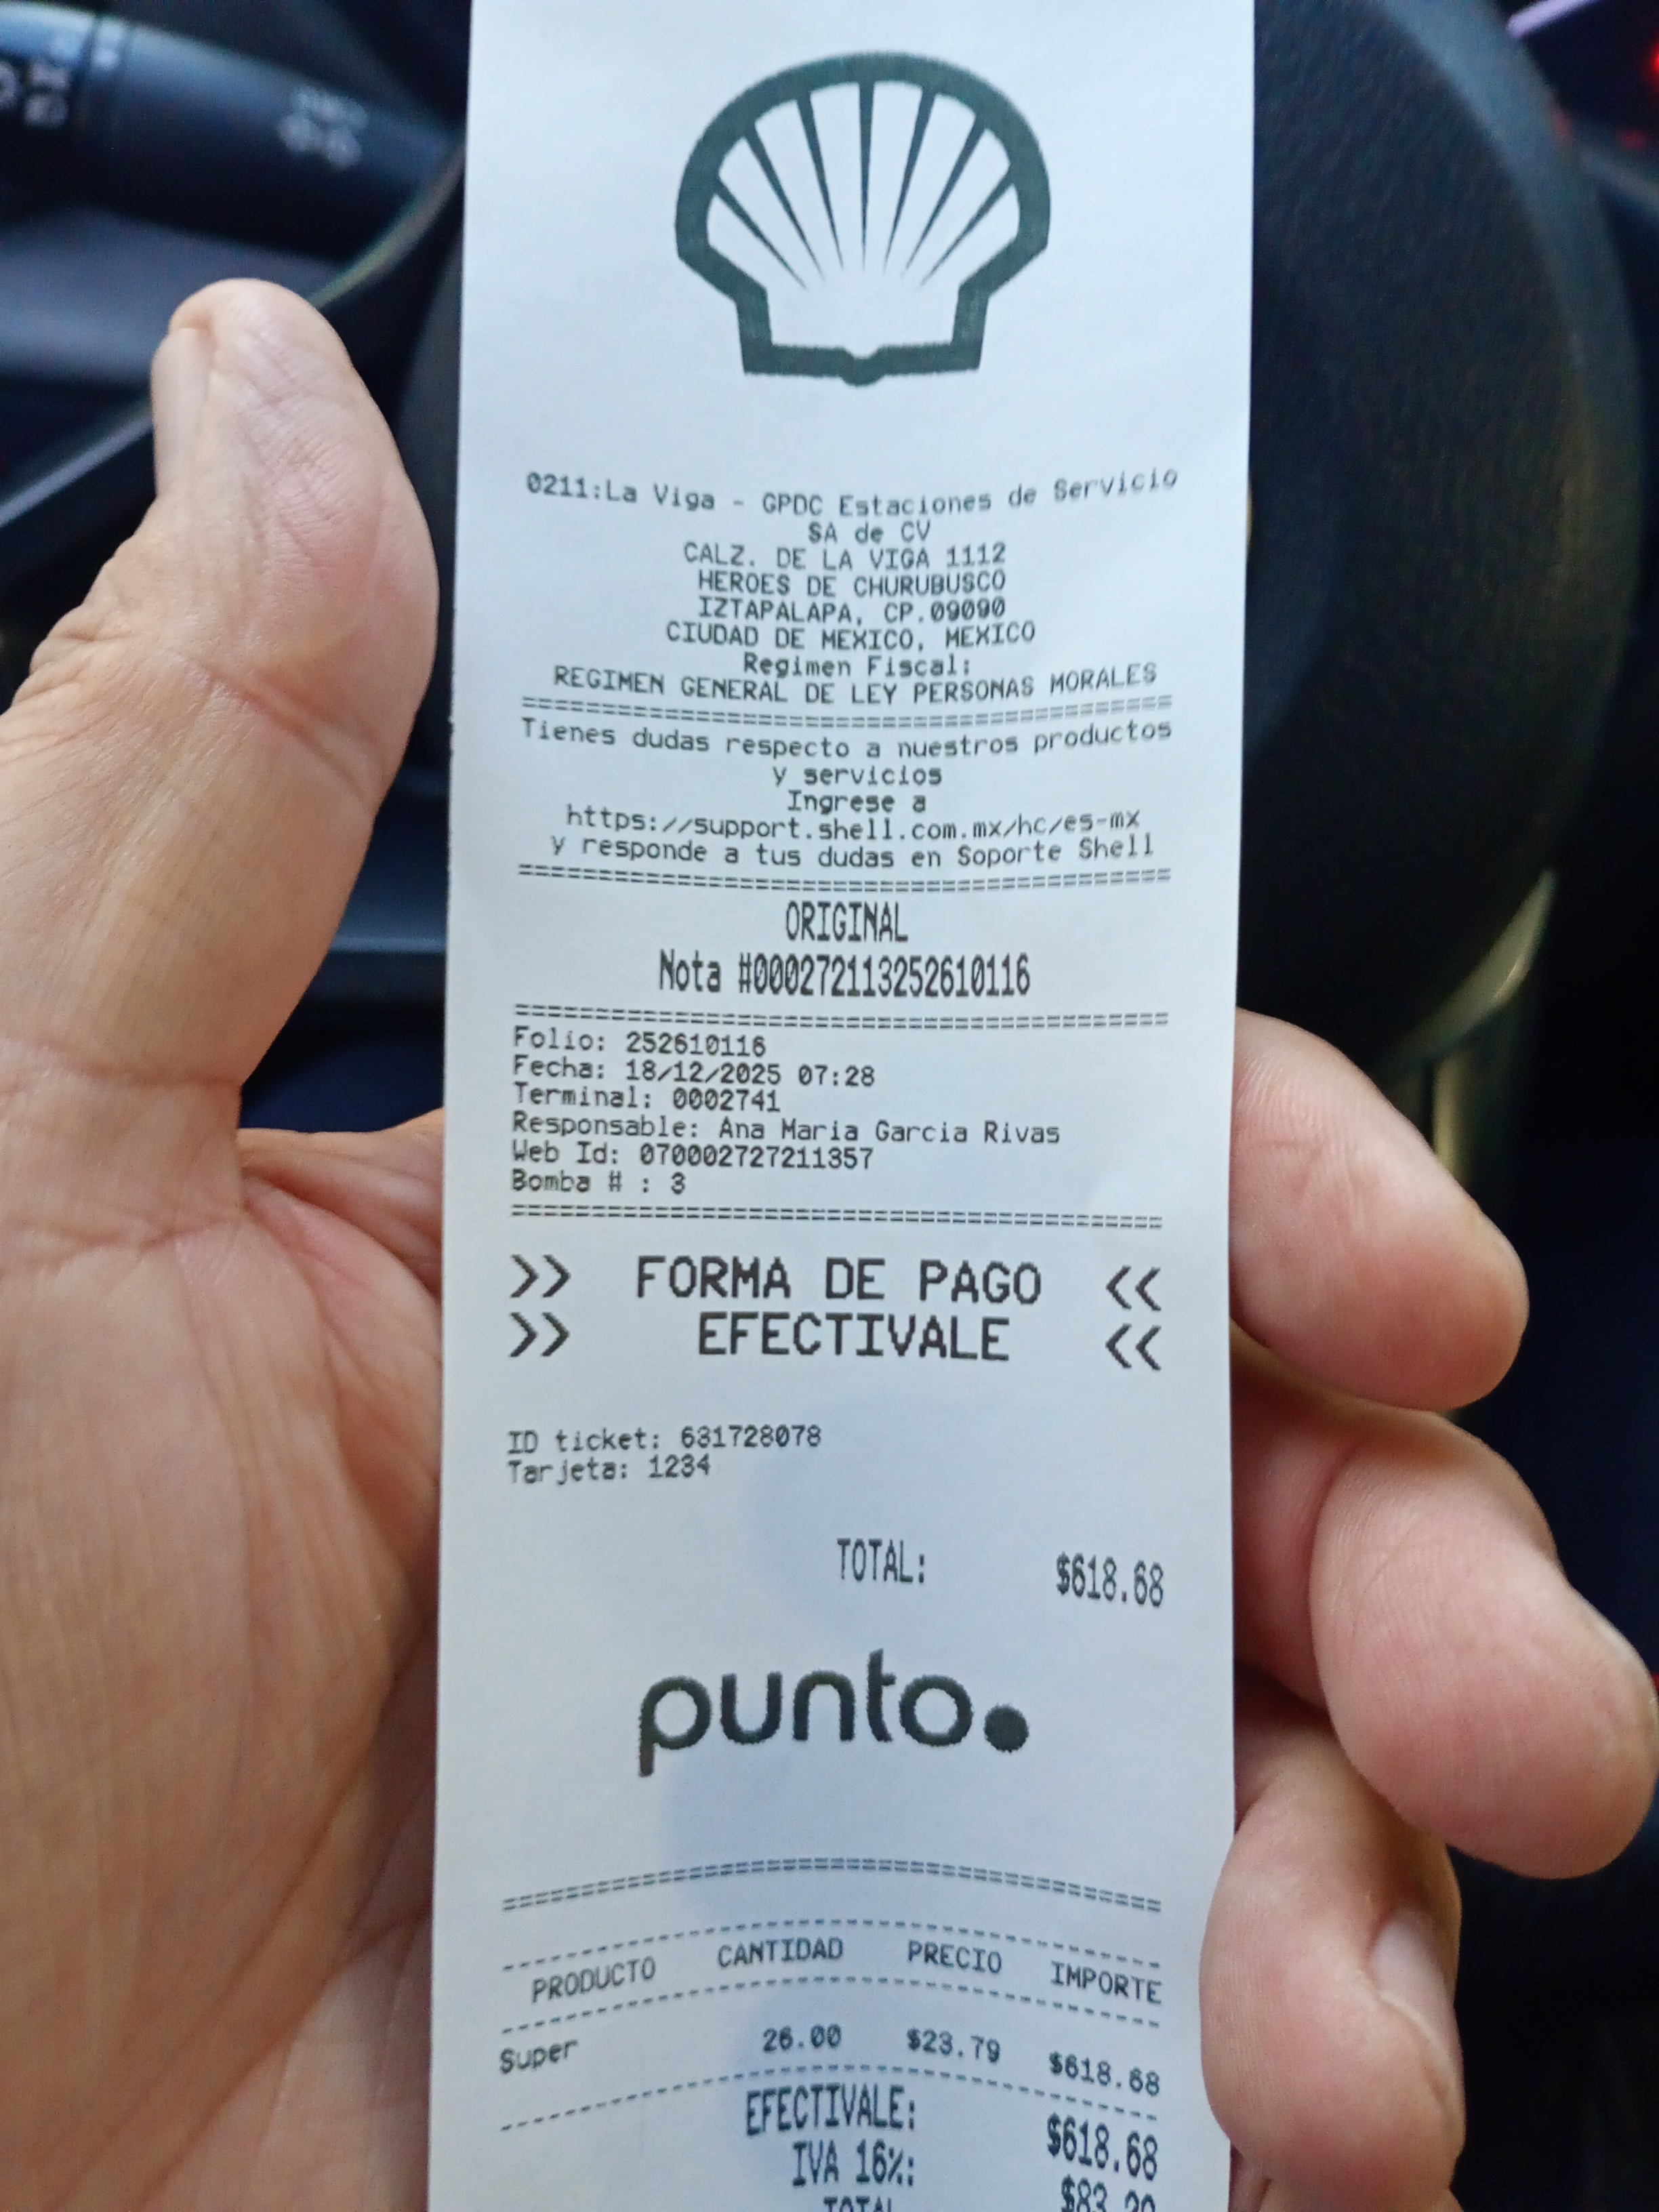 0211:La Viga - GPDC Estaciones de Servicio
SA de CV
CALZ. DE LA VIGA 1112
HEROES DE CHURUBUSCO
IZTAPALAPA, CP.09090
CIUDAD DE MEXICO, MEXICO
Regimen Fiscal:
REGIMEN GENERAL DE LEY PERSONAS MORALES
=========================================
Tienes dudas respecto a nuestros productos
y servicios
Ingrese a
https://support.shell.com.mx/hc/es-mx
y responde a tus dudas en Soporte Shell
=========================================
ORIGINAL
Nota #000272113252610116
=========================================
Folio: 252610116
Fecha: 18/12/2025 07:28
Terminal: 0002741
Responsable: Ana Maria Garcia Rivas
Web Id: 070002727211357
Bomba # : 3
=========================================
>> FORMA DE PAGO <<
>> EFECTIVALE <<
ID ticket: 631728078
Tarjeta: 1234
TOTAL: $618.68
punto.
=========================================
-----------------------------------------
PRODUCTO CANTIDAD PRECIO IMPORTE
-----------------------------------------
Super 26.00 $23.79 $618.68
-----------------------------------------
EFECTIVALE: $618.68
IVA 16%:
TOTAL